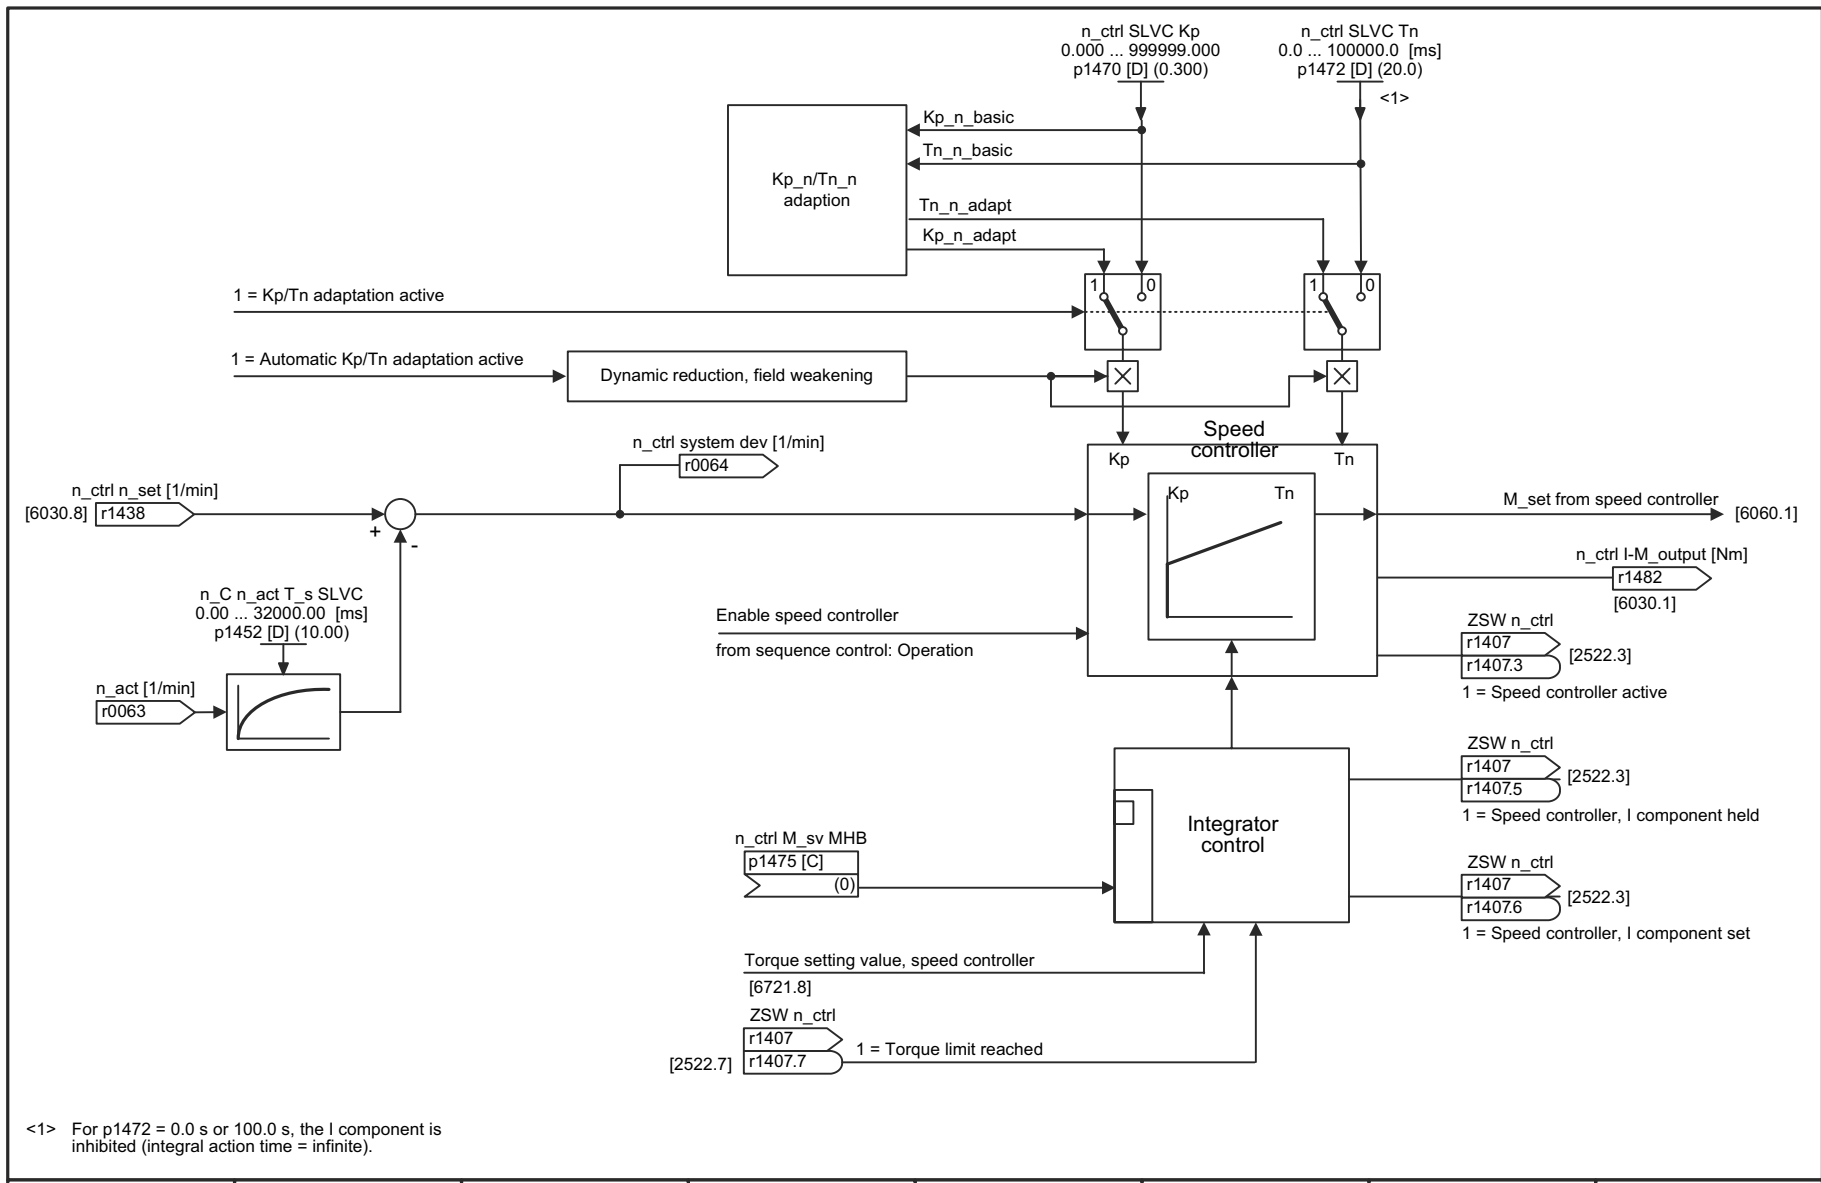 n_ctrl SLVC Kp
0.000 ... 999999.000
p1470 [D] (0.300)
n_ctrl SLVC Tn
0.0 ... 100000.0 [ms]
p1472 [D] (20.0)
<1>
Kp_n_basic
Tn_n_basic
Kp_n/Tn_n
adaption
Tn_n_adapt
Kp_n_adapt
1 = Kp/Tn adaptation active
1 0
1 0
1 = Automatic Kp/Tn adaptation active
Dynamic reduction, field weakening
Speed
controller
Kp
Tn
n_ctrl system dev [1/min]
r0064
n_ctrl n_set [1/min]
[6030.8]
r1438
+
-
Kp
Tn
M_set from speed controller
[6060.1]
n_ctrl I-M_output [Nm]
r1482
[6030.1]
n_C n_act T_s SLVC
0.00 ... 32000.00 [ms]
p1452 [D] (10.00)
n_act [1/min]
r0063
Enable speed controller
from sequence control: Operation
ZSW n_ctrl
r1407
r1407.3
[2522.3]
1 = Speed controller active
ZSW n_ctrl
r1407
r1407.5
[2522.3]
1 = Speed controller, I component held
Integrator
control
n_ctrl M_sv MHB
p1475 [C]
(0)
ZSW n_ctrl
r1407
r1407.6
[2522.3]
1 = Speed controller, I component set
Torque setting value, speed controller
[6721.8]
ZSW n_ctrl
r1407
[2522.7]
r1407.7
1 = Torque limit reached
<1> For p1472 = 0.0 s or 100.0 s, the I component is
inhibited (integral action time = infinite).